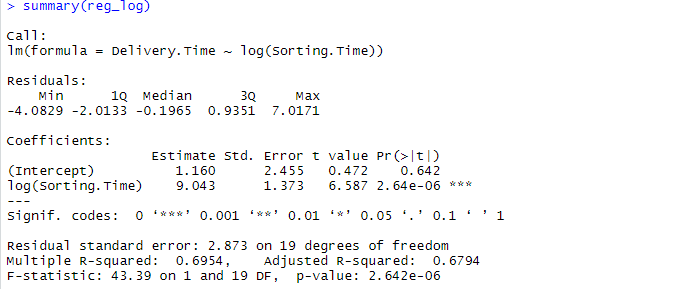 > summary(reg_log)
Call:
lm(formula = Delivery.Time ~ log(Sorting.Time))
Residuals:
    Min      1Q  Median      3Q     Max
-4.0829 -2.0133 -0.1965  0.9351  7.0171
Coefficients:
                  Estimate Std. Error t value Pr(>|t|)
(Intercept)          1.160      2.455   0.472    0.642
log(Sorting.Time)    9.043      1.373   6.587 2.64e-06 ***
---
Signif. codes:  0 ‘***’ 0.001 ‘**’ 0.01 ‘*’ 0.05 ‘.’ 0.1 ‘ ’ 1
Residual standard error: 2.873 on 19 degrees of freedom
Multiple R-squared:  0.6954,    Adjusted R-squared:  0.6794
F-statistic: 43.39 on 1 and 19 DF,  p-value: 2.642e-06